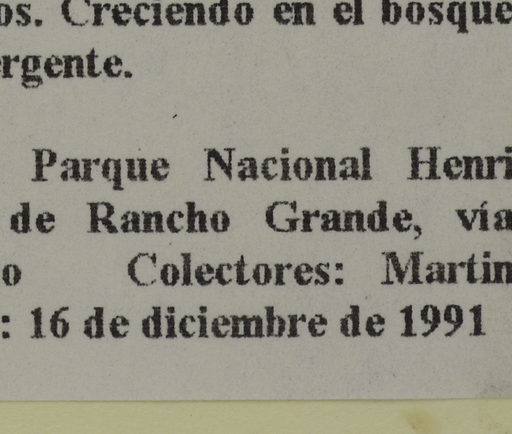 os. Creciendo en el bosque
rgente.
Parque Nacional Henri
de Rancho Grande, vía
o Colectores: Martin
: 16 de diciembre de 1991